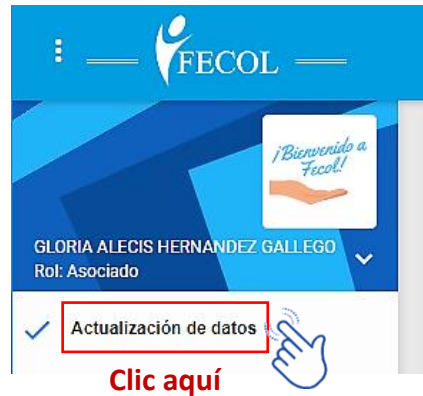 FECOL
¡Bienvenido a
Fecol!
GLORIA ALECIS HERNANDEZ GALLEGO
Rol: Asociado
Actualización de datos
Clic aquí